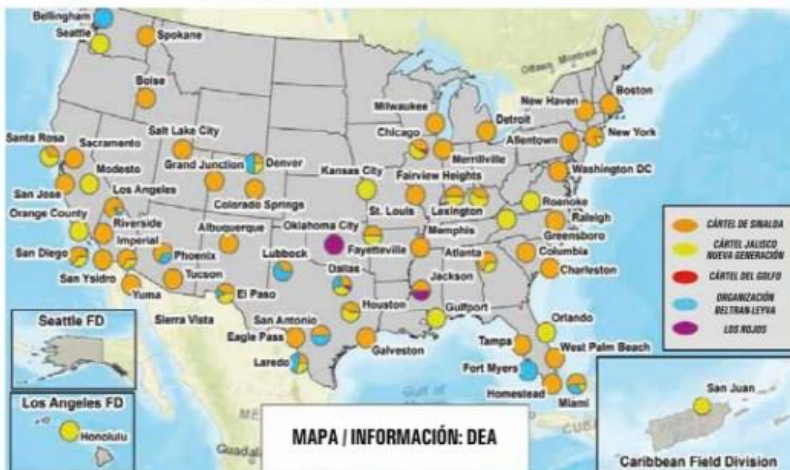 Bellingham
Seattle
Spokane
Boise
Ottawa Montreal
Milwaukee
New Haven
Boston
Detroit
Chicago
Allentown
New York
Merrillville
Washington DC
Santa Rosa
Sacramento
Salt Lake City
Grand Junction
Denver
Kansas City
Fairview Heights
Modesto
Los Angeles
San Jose
Colorado Springs
St. Louis
Lexington
Roanoke
Orange County
Riverside
Albuquerque
Oklahoma City
Memphis
Raleigh
Imperial
Fayetteville
Greensboro
San Diego
Phoenix
Lubbock
Dallas
Atlanta
Columbia
San Ysidro
Tucson
El Paso
Jackson
Charleston
Yuma
Houston
Gulfport
Sierra Vista
San Antonio
Orlando
Eagle Pass
Galveston
Tampa
West Palm Beach
Laredo
Fort Myers
Homestead
Miami
CÁRTEL DE SINALOA
CÁRTEL JALISCO
NUEVA GENERACIÓN
CÁRTEL DEL GOLFO
ORGANIZACIÓN
BELTRAN-LEYVA
LOS ROJOS
Seattle FD
Los Angeles FD
Honolulu
Gulf of
MAPA / INFORMACIÓN: DEA
San Juan
Caribbean Field Division